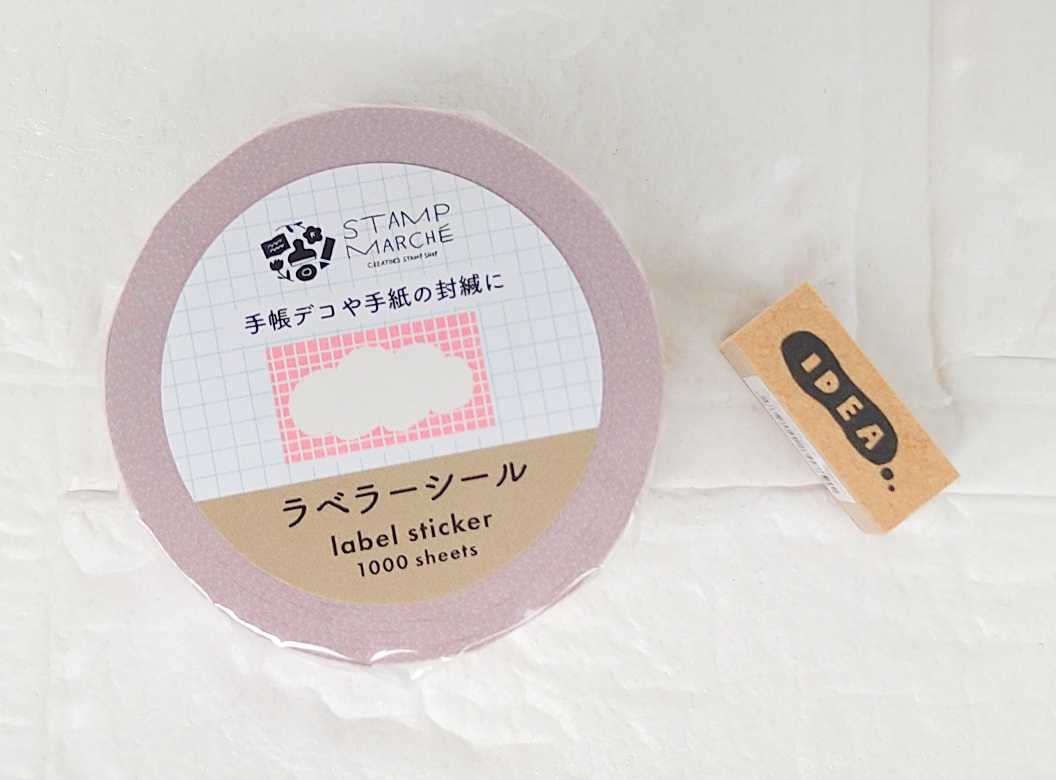 STAMP
MARCHÉ
CREATORS STAMP SHOP
手帳デコや手紙の封緘に
ラベラーシール
label sticker
1000 sheets
IDEA